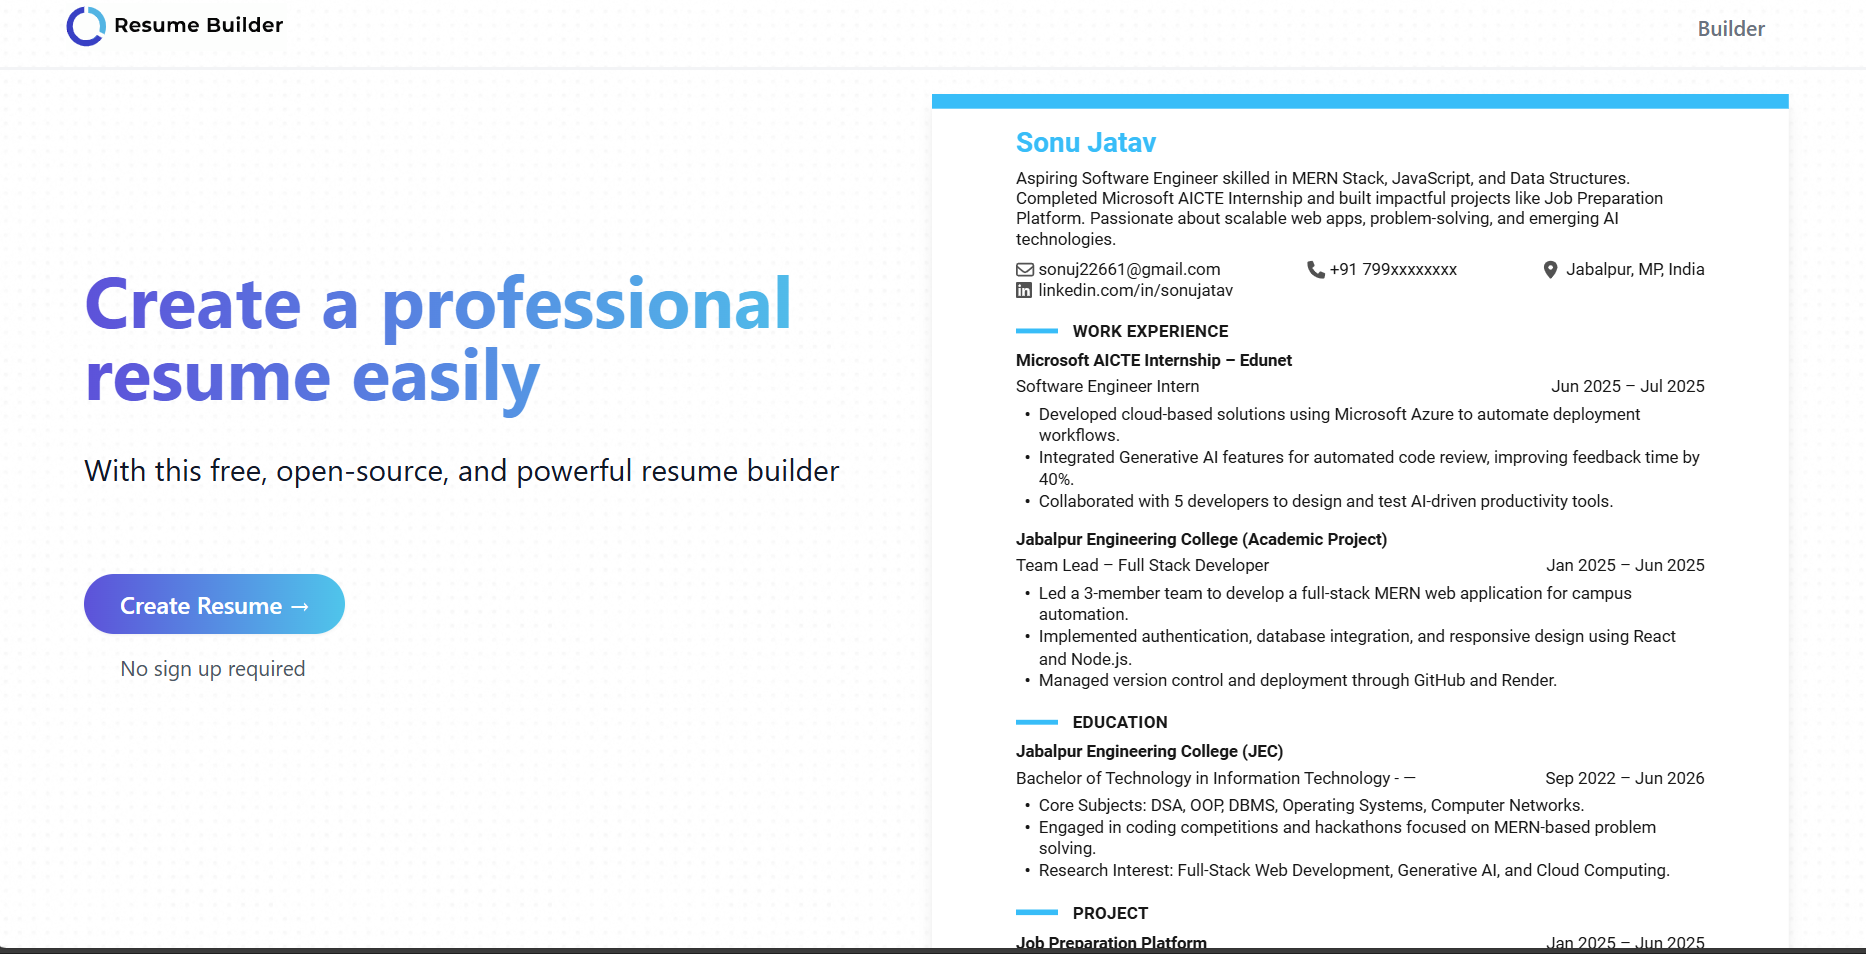 Resume Builder
Builder
Create a professional
resume easily
With this free, open-source, and powerful resume builder
Create Resume →
No sign up required
Sonu Jatav
Aspiring Software Engineer skilled in MERN Stack, JavaScript, and Data Structures.
Completed Microsoft AICTE Internship and built impactful projects like Job Preparation
Platform. Passionate about scalable web apps, problem-solving, and emerging AI
technologies.
sonuj22661@gmail.com +91 799xxxxxxxx Jabalpur, MP, India
linkedin.com/in/sonujatav
WORK EXPERIENCE
Microsoft AICTE Internship – Edunet
Software Engineer Intern Jun 2025 – Jul 2025
• Developed cloud-based solutions using Microsoft Azure to automate deployment
workflows.
• Integrated Generative AI features for automated code review, improving feedback time by
40%.
• Collaborated with 5 developers to design and test AI-driven productivity tools.
Jabalpur Engineering College (Academic Project)
Team Lead – Full Stack Developer Jan 2025 – Jun 2025
• Led a 3-member team to develop a full-stack MERN web application for campus
automation.
• Implemented authentication, database integration, and responsive design using React
and Node.js.
• Managed version control and deployment through GitHub and Render.
EDUCATION
Jabalpur Engineering College (JEC)
Bachelor of Technology in Information Technology - — Sep 2022 – Jun 2026
• Core Subjects: DSA, OOP, DBMS, Operating Systems, Computer Networks.
• Engaged in coding competitions and hackathons focused on MERN-based problem
solving.
• Research Interest: Full-Stack Web Development, Generative AI, and Cloud Computing.
PROJECT
Job Preparation Platform Jan 2025 – Jun 2025